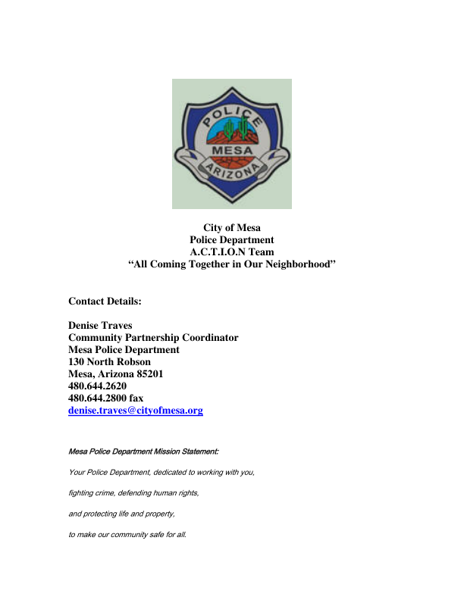 POLICE
MESA
ARIZONA
City of Mesa
Police Department
A.C.T.I.O.N Team
“All Coming Together in Our Neighborhood”
Contact Details:
Denise Traves
Community Partnership Coordinator
Mesa Police Department
130 North Robson
Mesa, Arizona 85201
480.644.2620
480.644.2800 fax
denise.traves@cityofmesa.org
Mesa Police Department Mission Statement:
Your Police Department, dedicated to working with you,
fighting crime, defending human rights,
and protecting life and property,
to make our community safe for all.